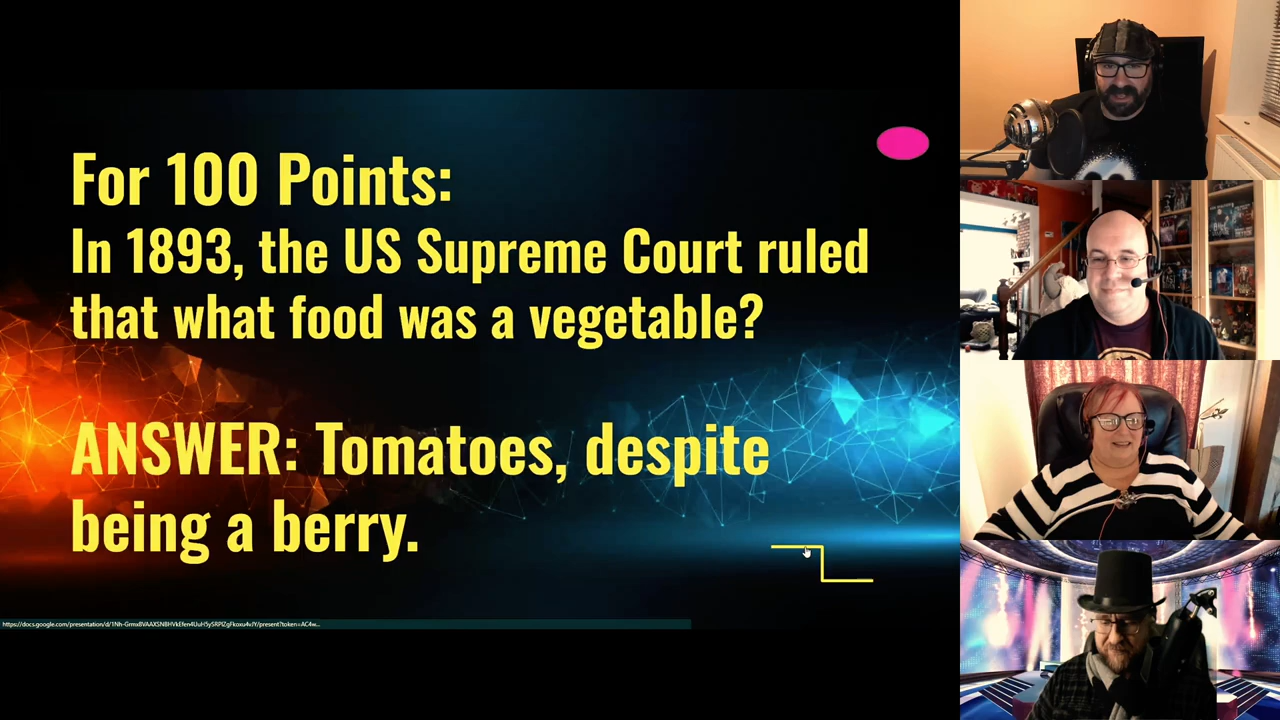 For 100 Points:
In 1893, the US Supreme Court ruled
that what food was a vegetable?
ANSWER: Tomatoes, despite
being a berry.